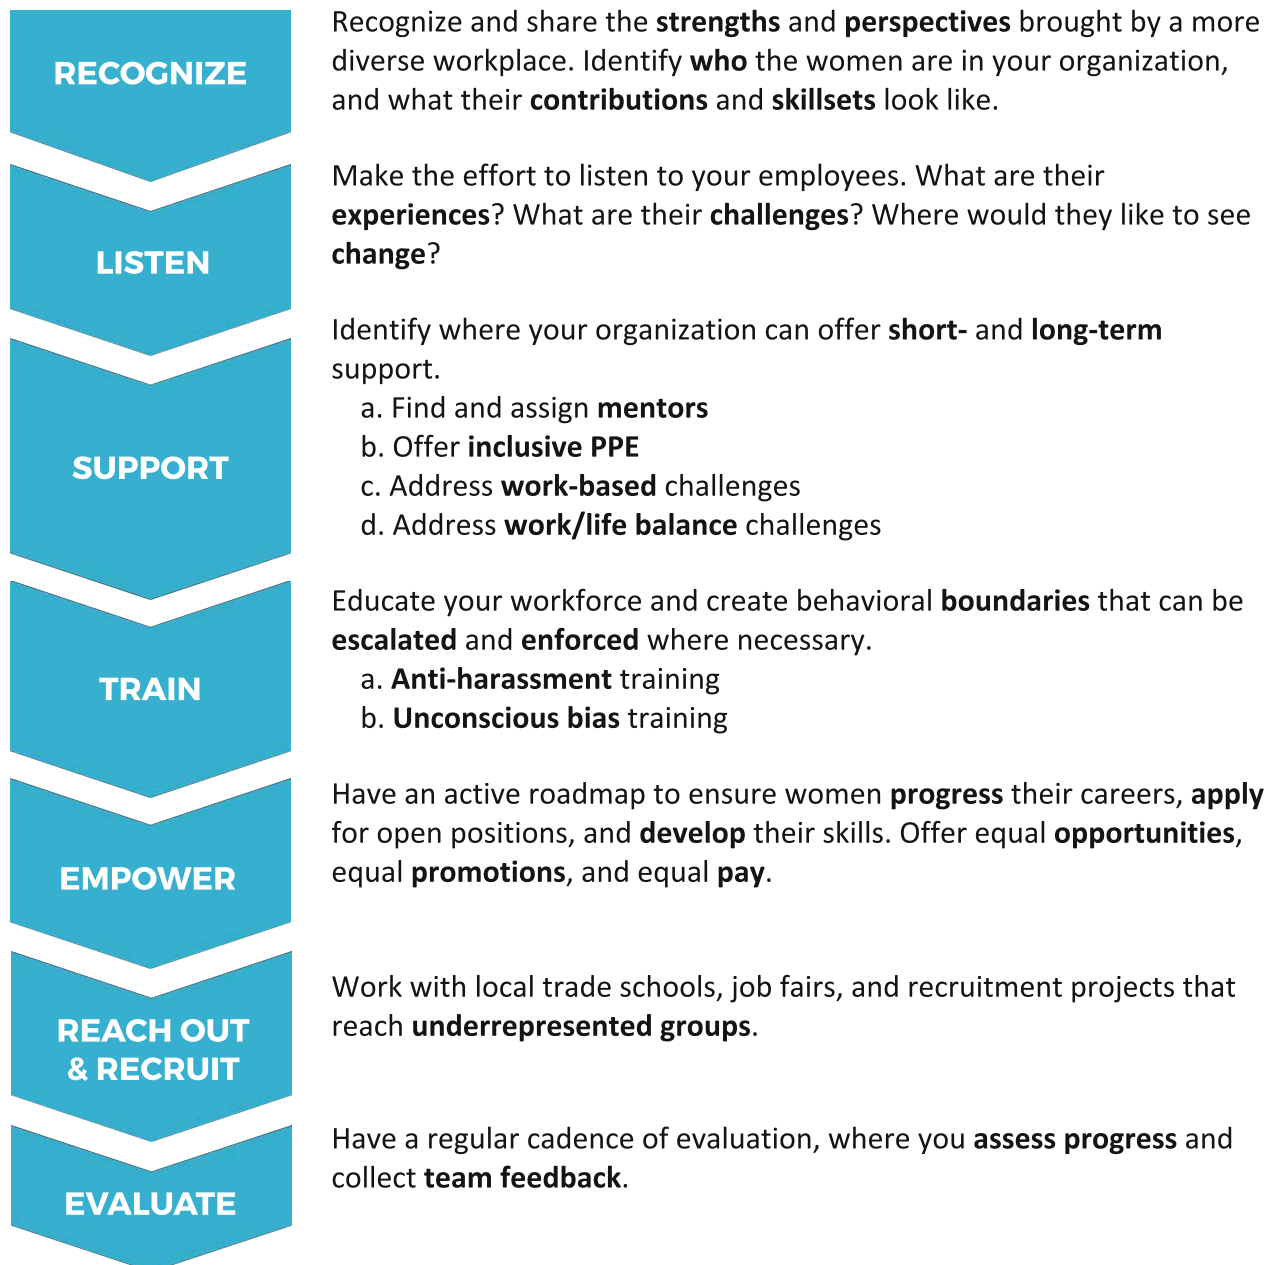 RECOGNIZE
Recognize and share the strengths and perspectives brought by a more
diverse workplace. Identify who the women are in your organization,
and what their contributions and skillsets look like.
LISTEN
Make the effort to listen to your employees. What are their
experiences? What are their challenges? Where would they like to see
change?
SUPPORT
Identify where your organization can offer short- and long-term
support.
a. Find and assign mentors
b. Offer inclusive PPE
c. Address work-based challenges
d. Address work/life balance challenges
TRAIN
Educate your workforce and create behavioral boundaries that can be
escalated and enforced where necessary.
a. Anti-harassment training
b. Unconscious bias training
EMPOWER
Have an active roadmap to ensure women progress their careers, apply
for open positions, and develop their skills. Offer equal opportunities,
equal promotions, and equal pay.
REACH OUT
& RECRUIT
Work with local trade schools, job fairs, and recruitment projects that
reach underrepresented groups.
EVALUATE
Have a regular cadence of evaluation, where you assess progress and
collect team feedback.